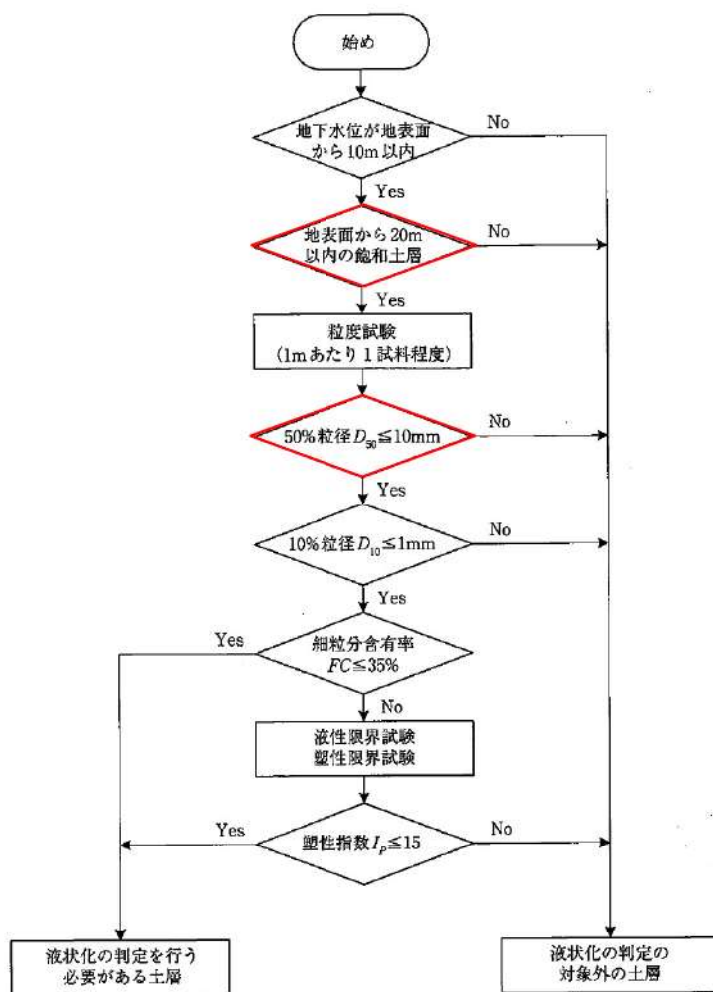 始め
地下水位が地表面
から10m以内
No
Yes
地表面から20m
以内の飽和土層
No
Yes
粒度試験
(1mあたり1試料程度)
50%粒径D₅₀≦10mm
No
Yes
10%粒径D₁₀≦1mm
No
Yes
細粒分含有率
FC≦35%
Yes
No
液性限界試験
塑性限界試験
塑性指数I_P≦15
Yes
No
液状化の判定を行う
必要がある土層
液状化の判定の
対象外の土層